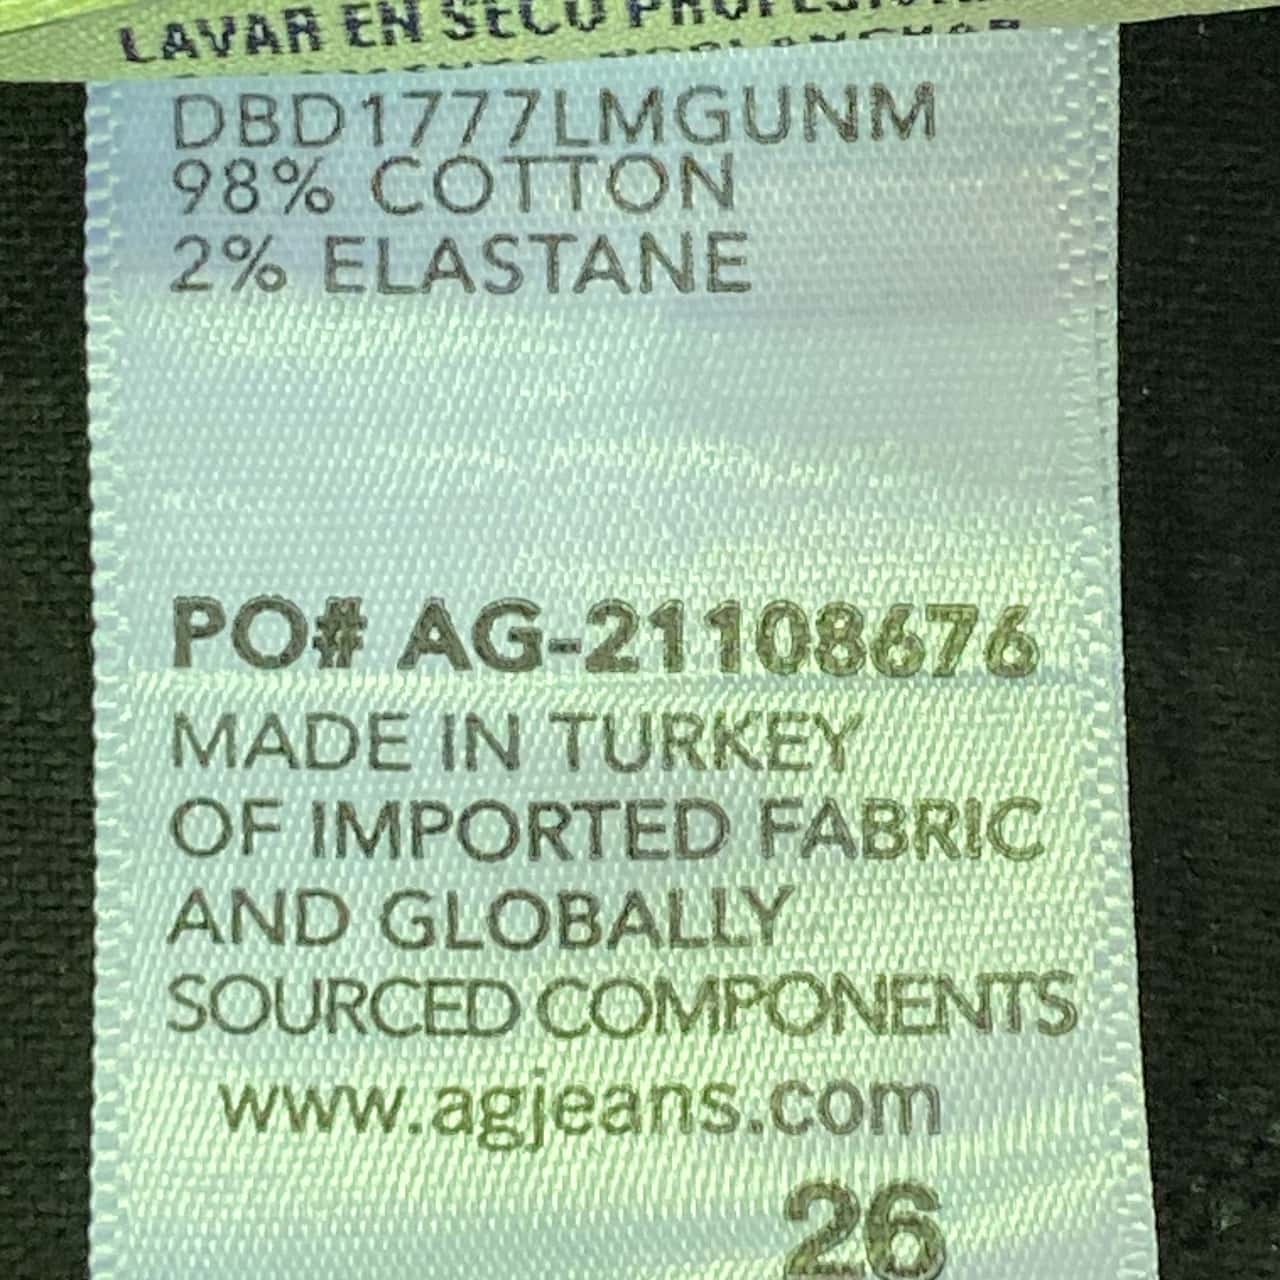 LAVAR EN SECO PROFESIONAL
DBD1777LMGUNM
98% COTTON
2% ELASTANE
PO# AG-21108676
MADE IN TURKEY
OF IMPORTED FABRIC
AND GLOBALLY
SOURCED COMPONENTS
www.agjeans.com
26